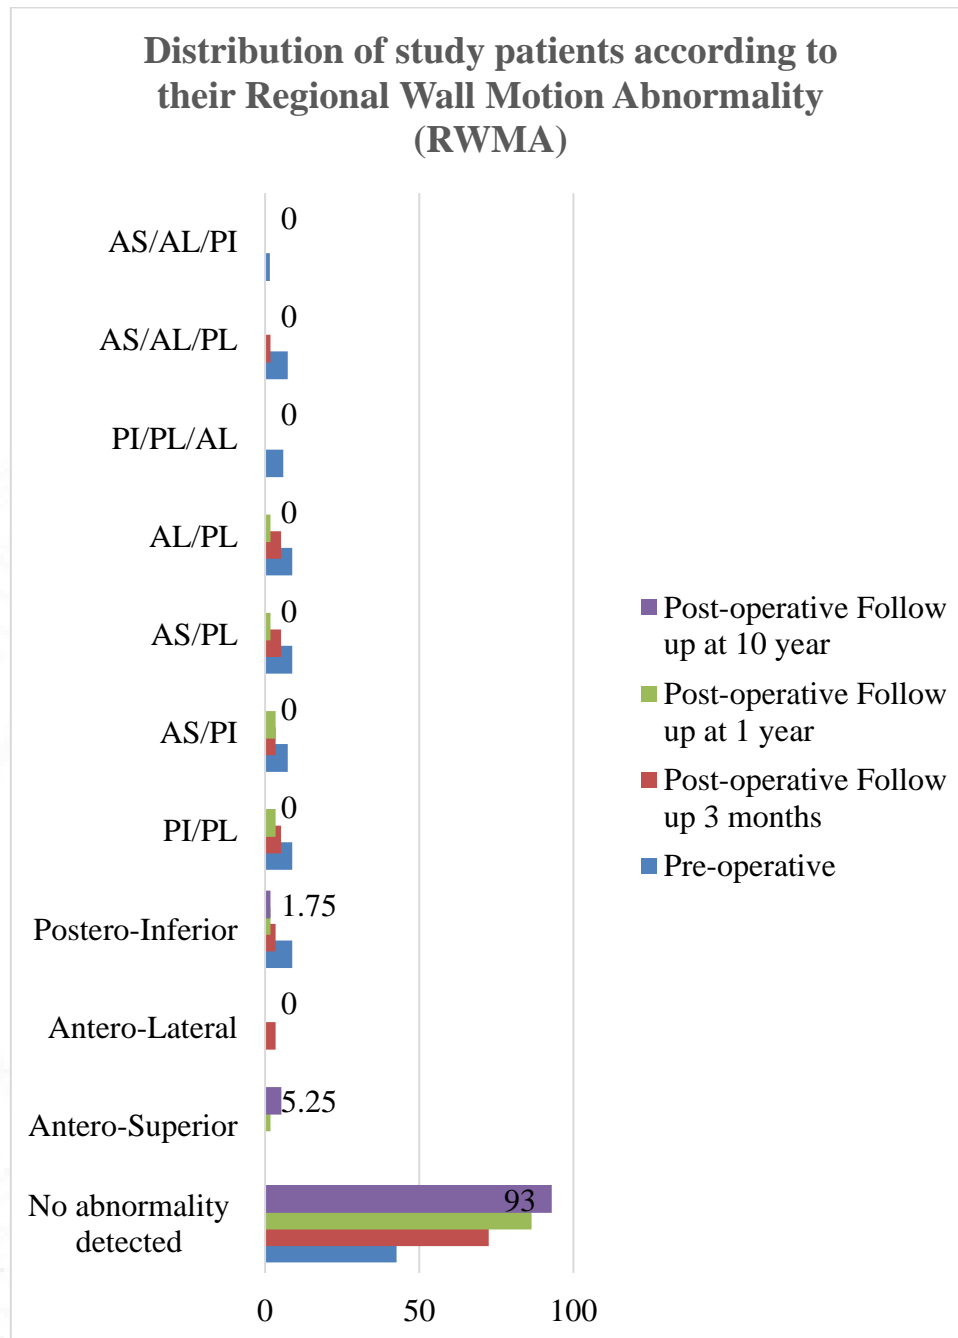 Distribution of study patients according to
their Regional Wall Motion Abnormality
(RWMA)
0
AS/AL/PI
0
AS/AL/PL
0
PI/PL/AL
0
AL/PL
0
AS/PL
0
AS/PI
0
PI/PL
1.75
Postero-Inferior
0
Antero-Lateral
5.25
Antero-Superior
No abnormality
detected
93
0 50 100
Post-operative Follow
up at 10 year
Post-operative Follow
up at 1 year
Post-operative Follow
up 3 months
Pre-operative